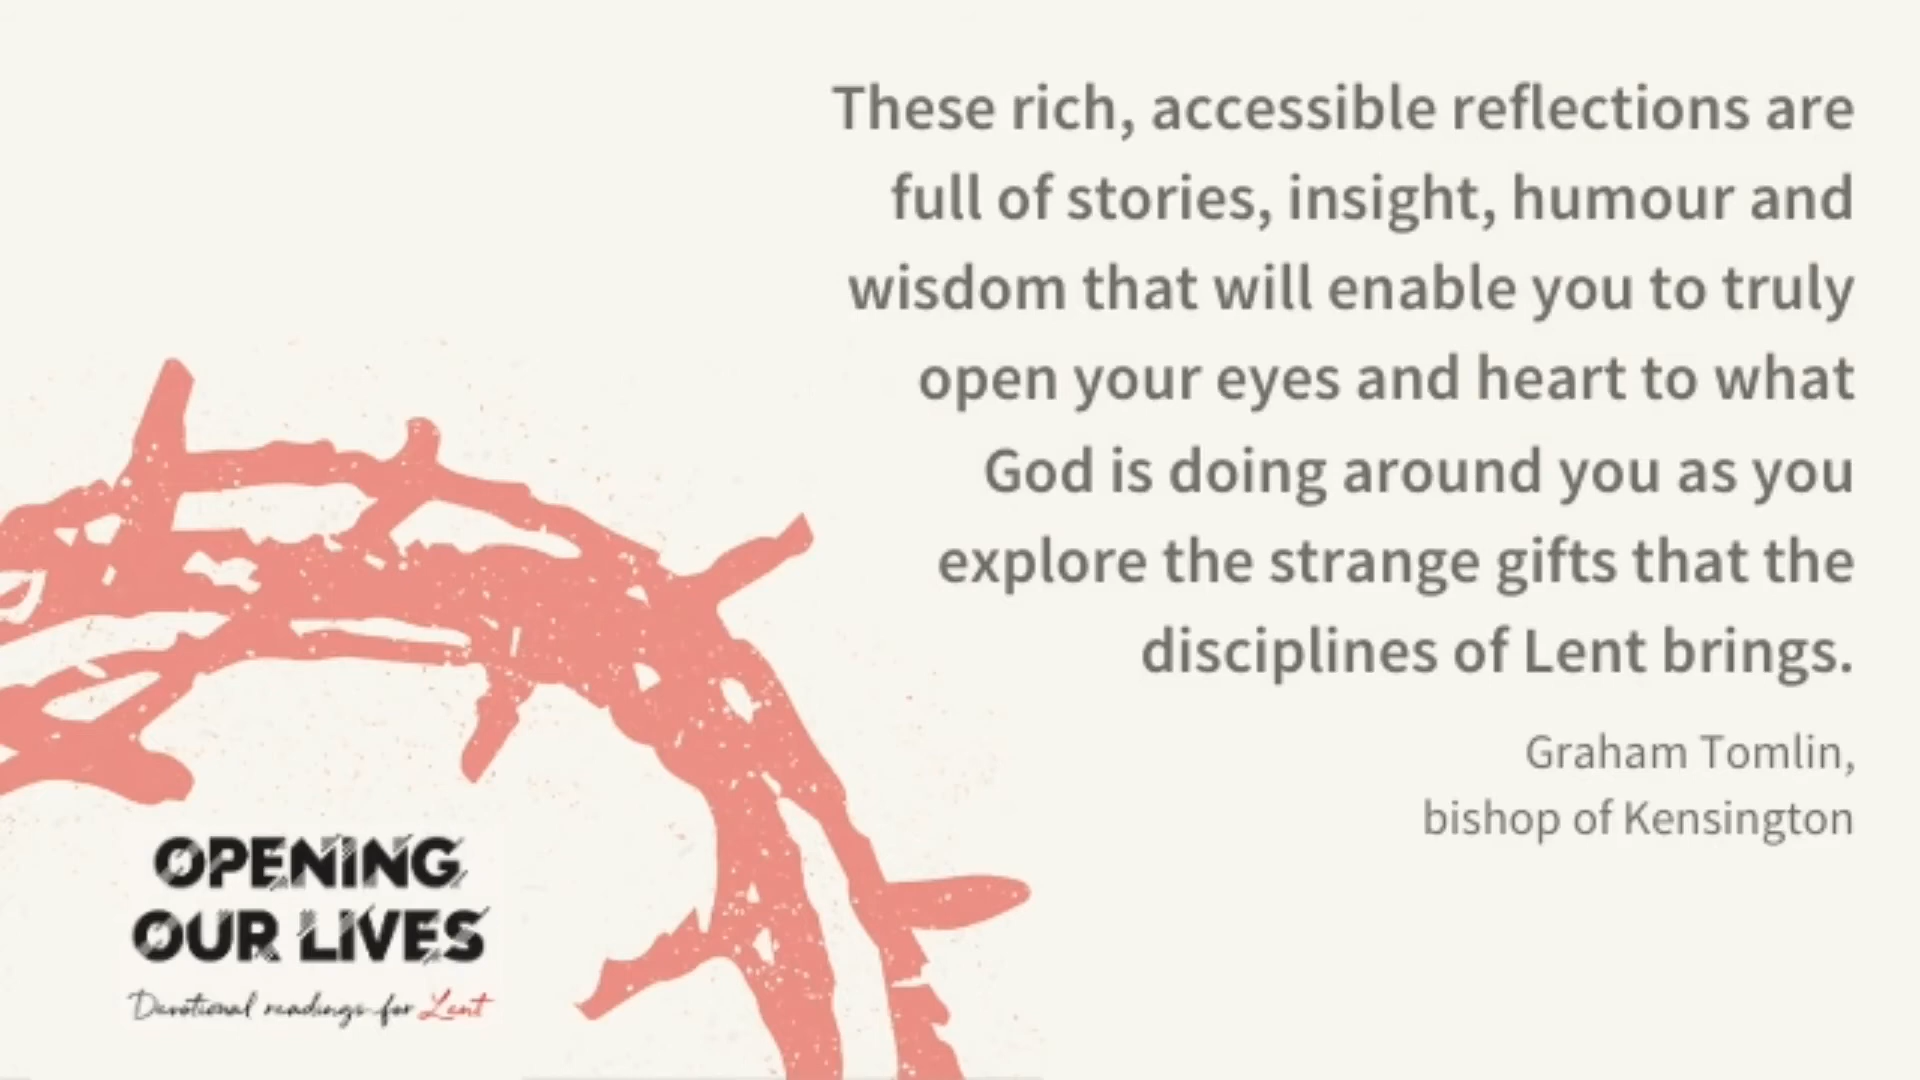 These rich, accessible reflections are
full of stories, insight, humour and
wisdom that will enable you to truly
open your eyes and heart to what
God is doing around you as you
explore the strange gifts that the
disciplines of Lent brings.
Graham Tomlin,
bishop of Kensington
OPENING
OUR LIVES
Devotional readings for Lent